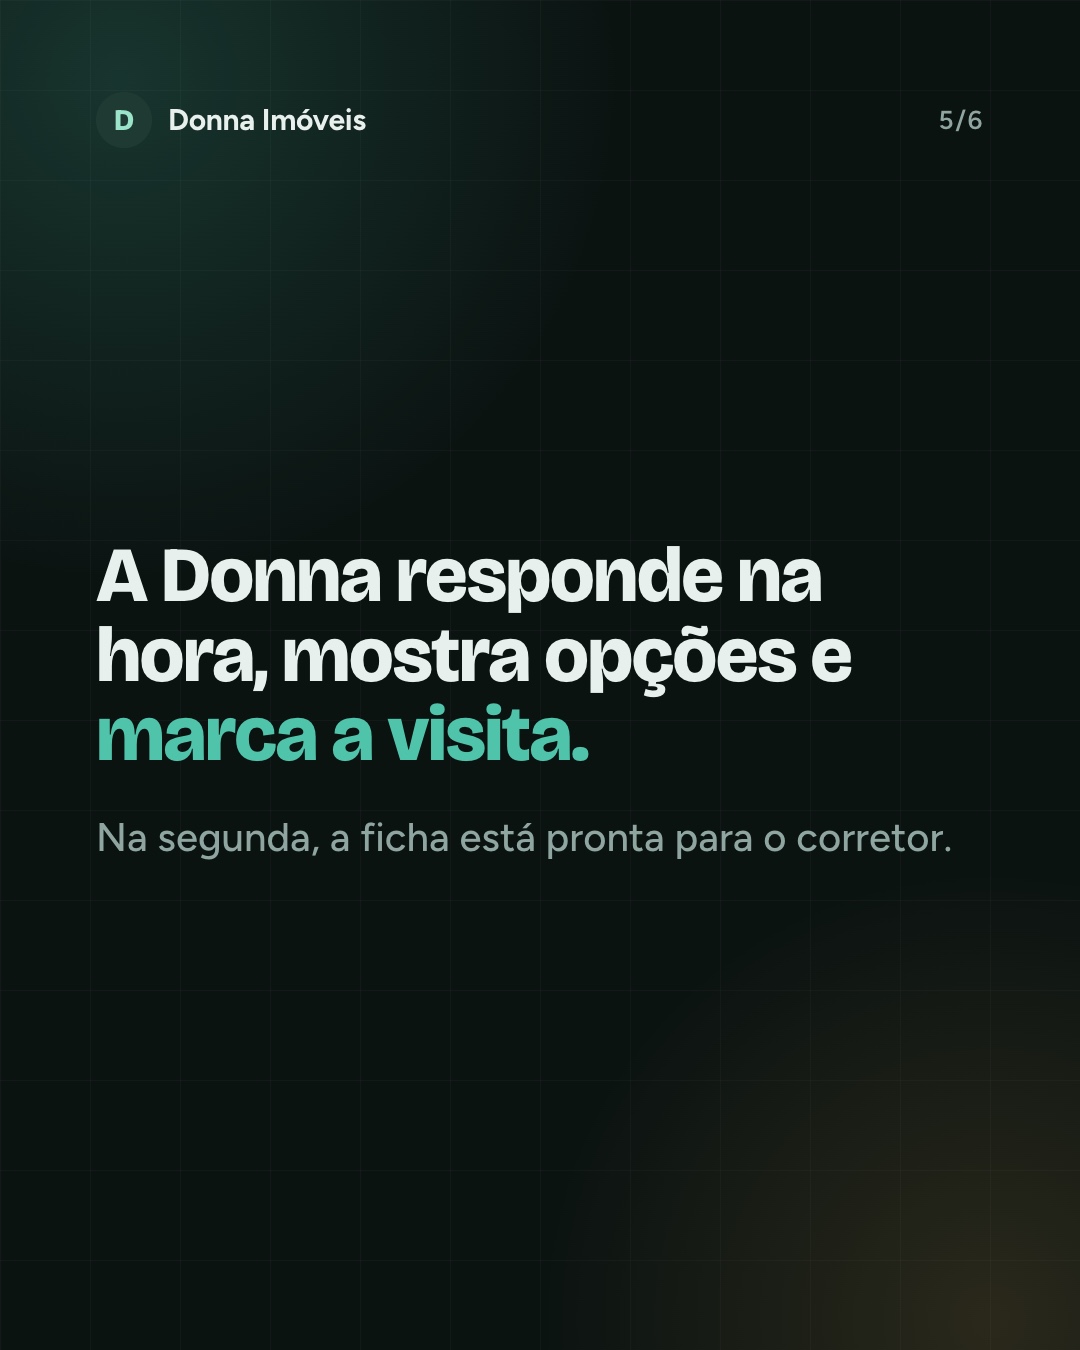 D
Donna Imóveis
5/6
A Donna responde na
hora, mostra opções e
marca a visita.
Na segunda, a ficha está pronta para o corretor.